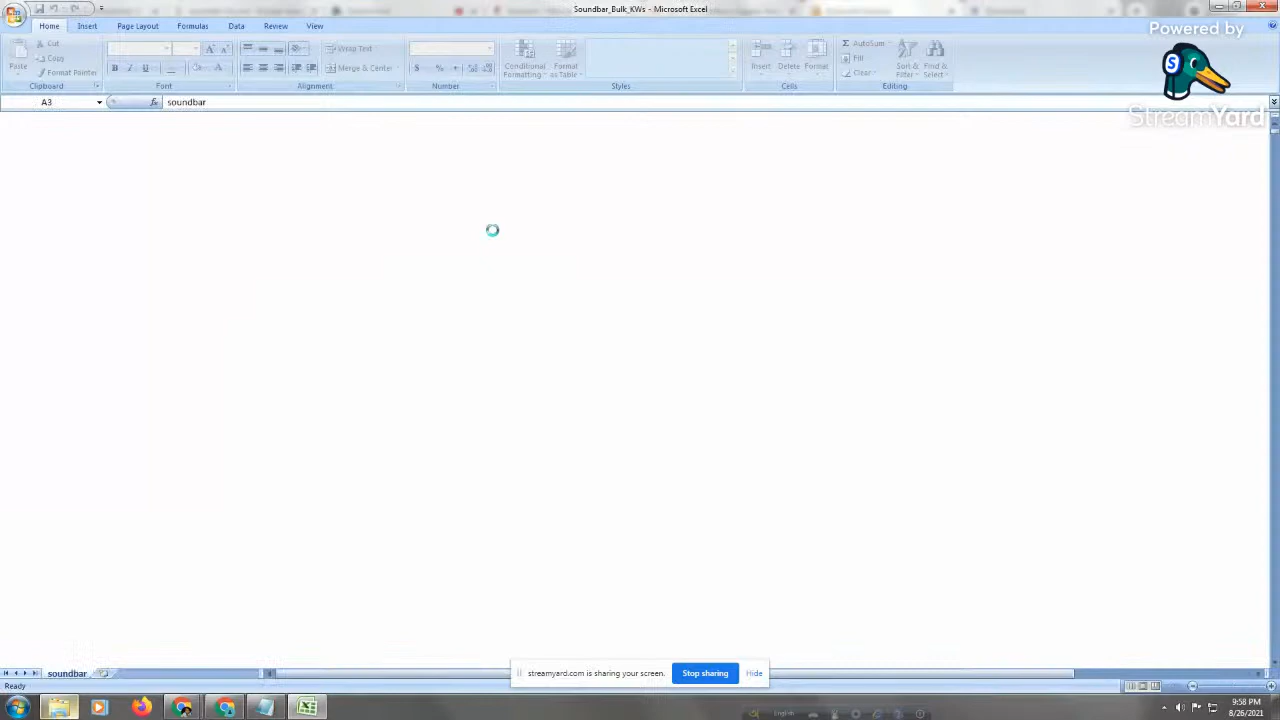 Soundbar_Bulk_KWs - Microsoft Excel
Home Insert Page Layout Formulas Data Review View
Powered by
StreamYard
Paste Cut Copy Format Painter
B I U
Wrap Text
Merge & Center
$ %
Conditional Formatting
Format as Table
Insert Delete Format
AutoSum Fill Clear
Sort & Filter
Find & Select
Clipboard Font Alignment Number Styles Cells Editing
A3 fx soundbar
soundbar
streamyard.com is sharing your screen. Stop sharing Hide
Ready
English
9:58 PM
8/26/2021